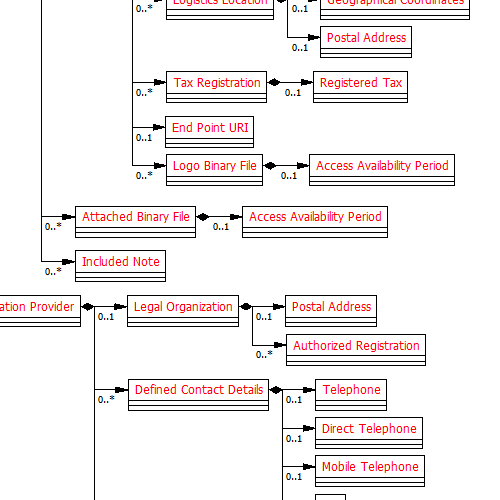 Logistics Location
Geographical Coordinates
0..*
0..1
Postal Address
0..1
Tax Registration
Registered Tax
0..*
0..1
End Point URI
0..1
Logo Binary File
Access Availability Period
0..*
0..1
Attached Binary File
Access Availability Period
0..*
0..1
Included Note
0..*
ation Provider
Legal Organization
Postal Address
0..1
0..1
Authorized Registration
0..*
Defined Contact Details
Telephone
0..*
0..1
Direct Telephone
0..1
Mobile Telephone
0..1